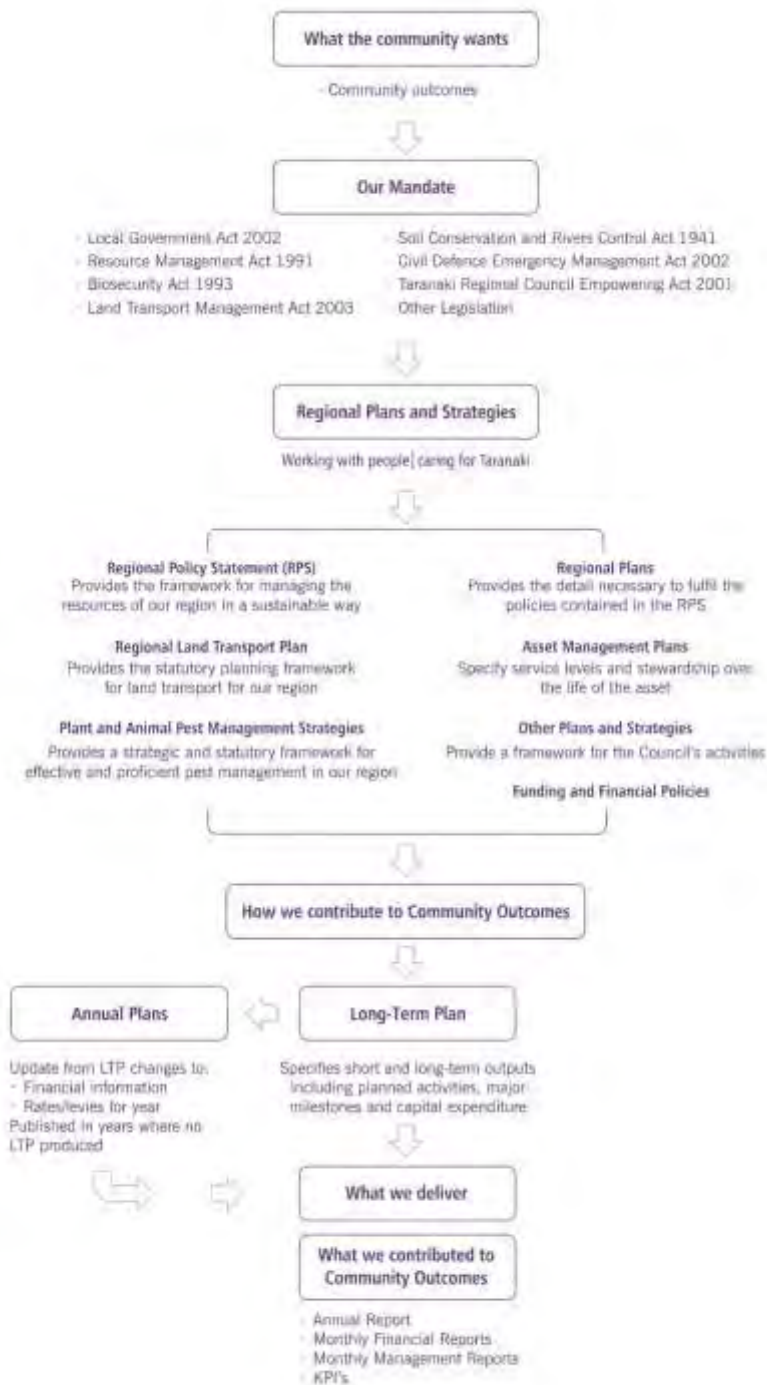 What the community wants
- Community outcomes
Our Mandate
- Local Government Act 2002
- Resource Management Act 1991
- Biosecurity Act 1993
- Land Transport Management Act 2003
- Soil Conservation and Rivers Control Act 1941
- Civil Defence Emergency Management Act 2002
- Taranaki Regional Council Empowering Act 2001
- Other Legislation
Regional Plans and Strategies
Working with people | caring for Taranaki
Regional Policy Statement (RPS)
Provides the framework for managing the
resources of our region in a sustainable way
Regional Land Transport Plan
Provides the statutory planning framework
for land transport for our region
Plant and Animal Pest Management Strategies
Provides a strategic and statutory framework for
effective and proficient pest management in our region
Regional Plans
Provides the detail necessary to fulfil the
policies contained in the RPS
Asset Management Plans
Specify service levels and stewardship over
the life of the asset
Other Plans and Strategies
Provide a framework for the Council's activities
Funding and Financial Policies
How we contribute to Community Outcomes
Annual Plans
Update from LTP changes to:
- Financial information
- Rates/levies for year
Published in years where no
LTP produced
Long-Term Plan
Specifies short and long-term outputs
including planned activities, major
milestones and capital expenditure
What we deliver
What we contributed to
Community Outcomes
- Annual Report
- Monthly Financial Reports
- Monthly Management Reports
- KPI's